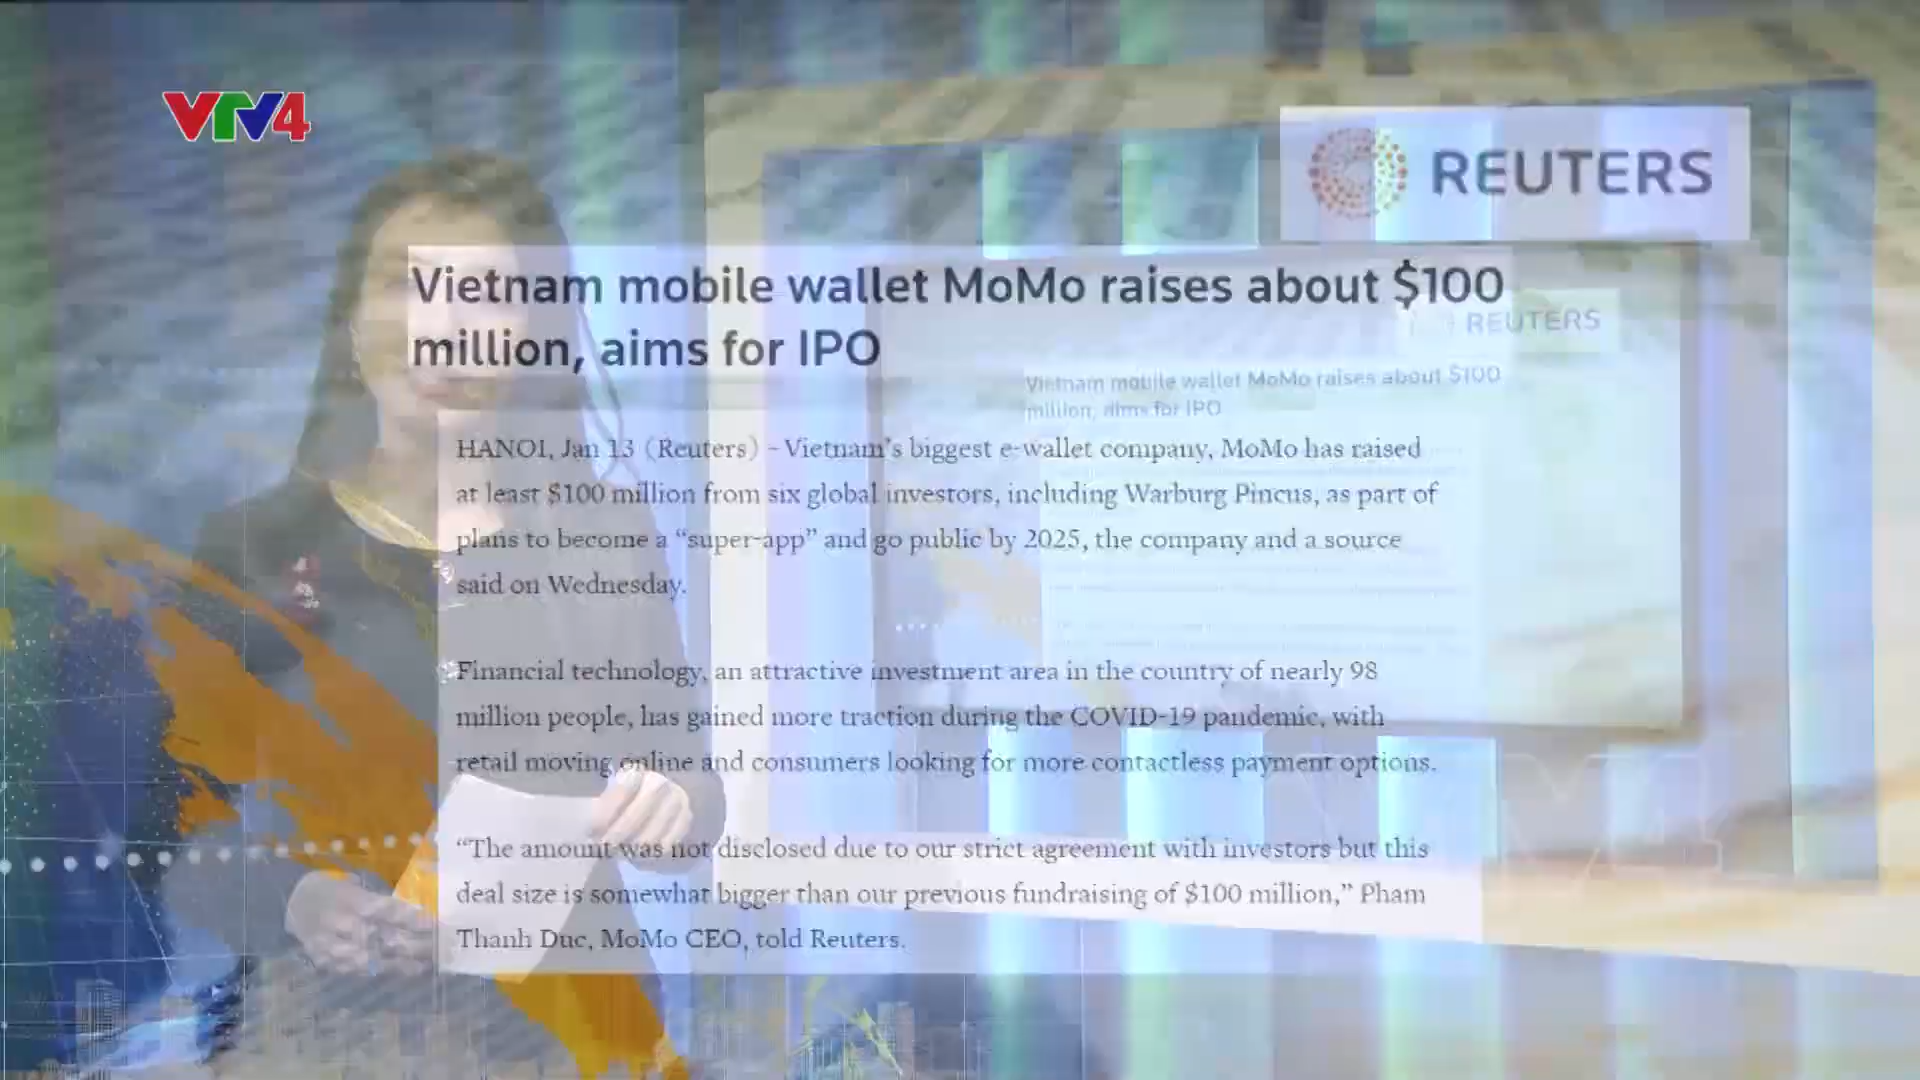 VTV4
REUTERS
Vietnam mobile wallet MoMo raises about $100
million, aims for IPO
REUTERS
Vietnam mobile wallet MoMo raises about $100
million, aims for IPO
HANOI, Jan 13 (Reuters) - Vietnam's biggest e-wallet company, MoMo has raised
at least $100 million from six global investors, including Warburg Pincus, as part of
plans to become a “super-app” and go public by 2025, the company and a source
said on Wednesday.
Financial technology, an attractive investment area in the country of nearly 98
million people, has gained more traction during the COVID-19 pandemic, with
retail moving online and consumers looking for more contactless payment options.
“The amount was not disclosed due to our strict agreement with investors but this
deal size is somewhat bigger than our previous fundraising of $100 million,” Pham
Thanh Duc, MoMo CEO, told Reuters.